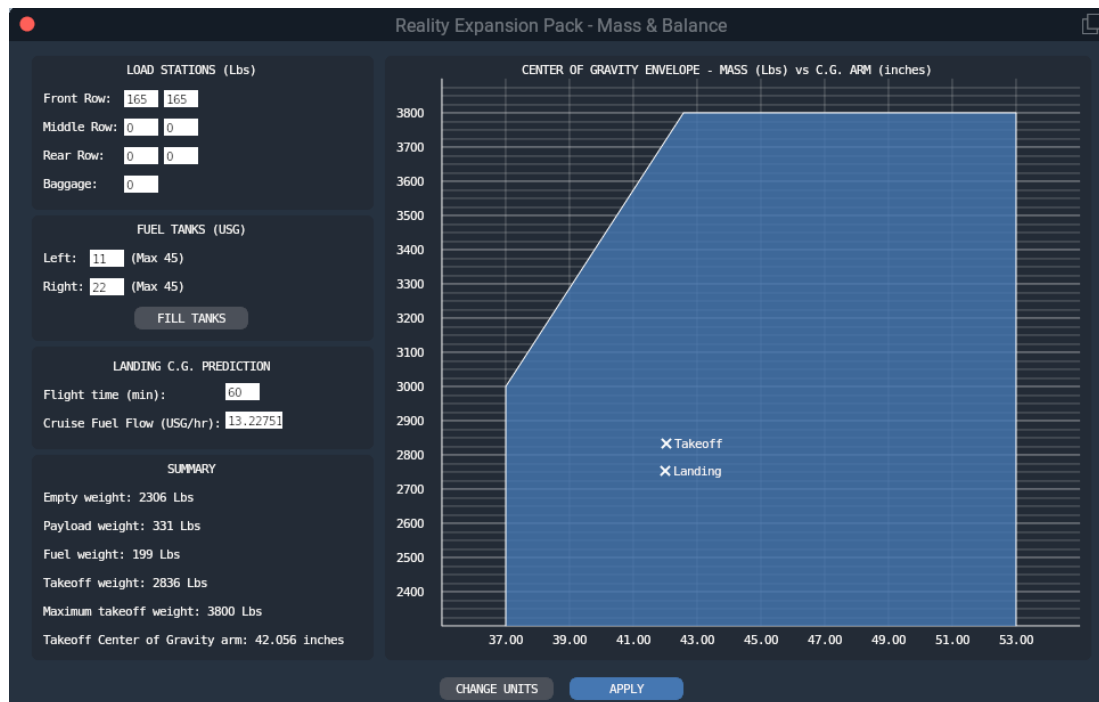 Reality Expansion Pack - Mass & Balance
LOAD STATIONS (Lbs)
Front Row: 165 165
Middle Row: 0 0
Rear Row: 0 0
Baggage: 0
FUEL TANKS (USG)
Left: 11 (Max 45)
Right: 22 (Max 45)
FILL TANKS
LANDING C.G. PREDICTION
Flight time (min): 60
Cruise Fuel Flow (USG/hr): 13.22751
SUMMARY
Empty weight: 2306 Lbs
Payload weight: 331 Lbs
Fuel weight: 199 Lbs
Takeoff weight: 2836 Lbs
Maximum takeoff weight: 3800 Lbs
Takeoff Center of Gravity arm: 42.056 inches
CENTER OF GRAVITY ENVELOPE - MASS (Lbs) vs C.G. ARM (inches)
3800
3700
3600
3500
3400
3300
3200
3100
3000
2900
2800
2700
2600
2500
2400
Takeoff
Landing
37.00 39.00 41.00 43.00 45.00 47.00 49.00 51.00 53.00
CHANGE UNITS APPLY